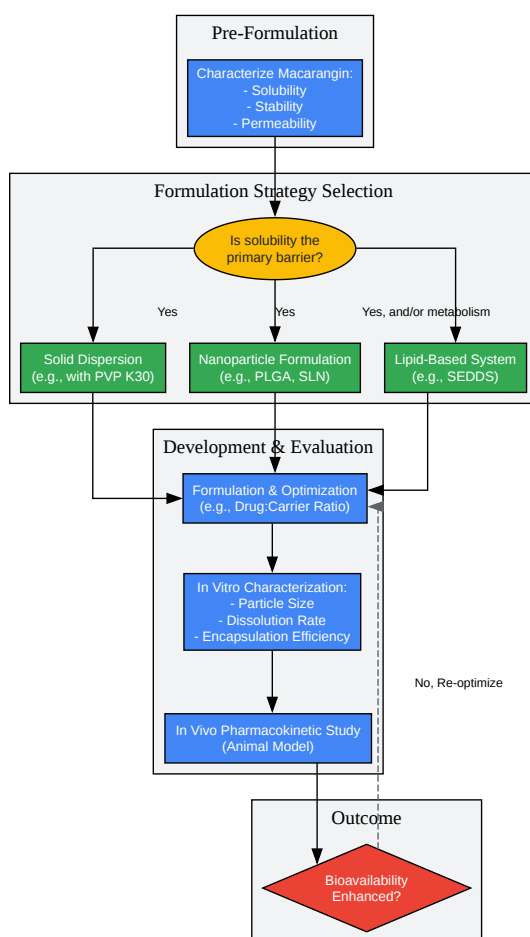 Pre-Formulation
Characterize Macarangin:
- Solubility
- Stability
- Permeability
Formulation Strategy Selection
Is solubility the
primary barrier?
Yes
Yes
Yes, and/or metabolism
Solid Dispersion
(e.g., with PVP K30)
Nanoparticle Formulation
(e.g., PLGA, SLN)
Lipid-Based System
(e.g., SEDDS)
Development & Evaluation
Formulation & Optimization
(e.g., Drug:Carrier Ratio)
In Vitro Characterization:
- Particle Size
- Dissolution Rate
- Encapsulation Efficiency
No, Re-optimize
In Vivo Pharmacokinetic Study
(Animal Model)
Outcome
Bioavailability
Enhanced?